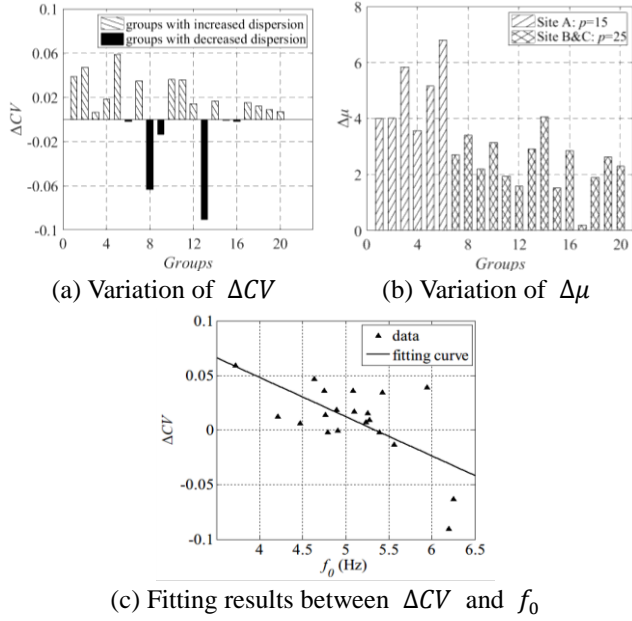 groups with increased dispersion
groups with decreased dispersion
0.1
0.06
0.02
-0.02
-0.06
-0.1
ΔCV
0 4 8 12 16 20
Groups
(a) Variation of ΔCV
Site A: p=15
Site B&C: p=25
8
6
4
2
0
Δμ
0 4 8 12 16 20
Groups
(b) Variation of Δμ
data
fitting curve
0.1
0.05
0
-0.05
-0.1
ΔCV
4 4.5 5 5.5 6 6.5
f0 (Hz)
(c) Fitting results between ΔCV and f0